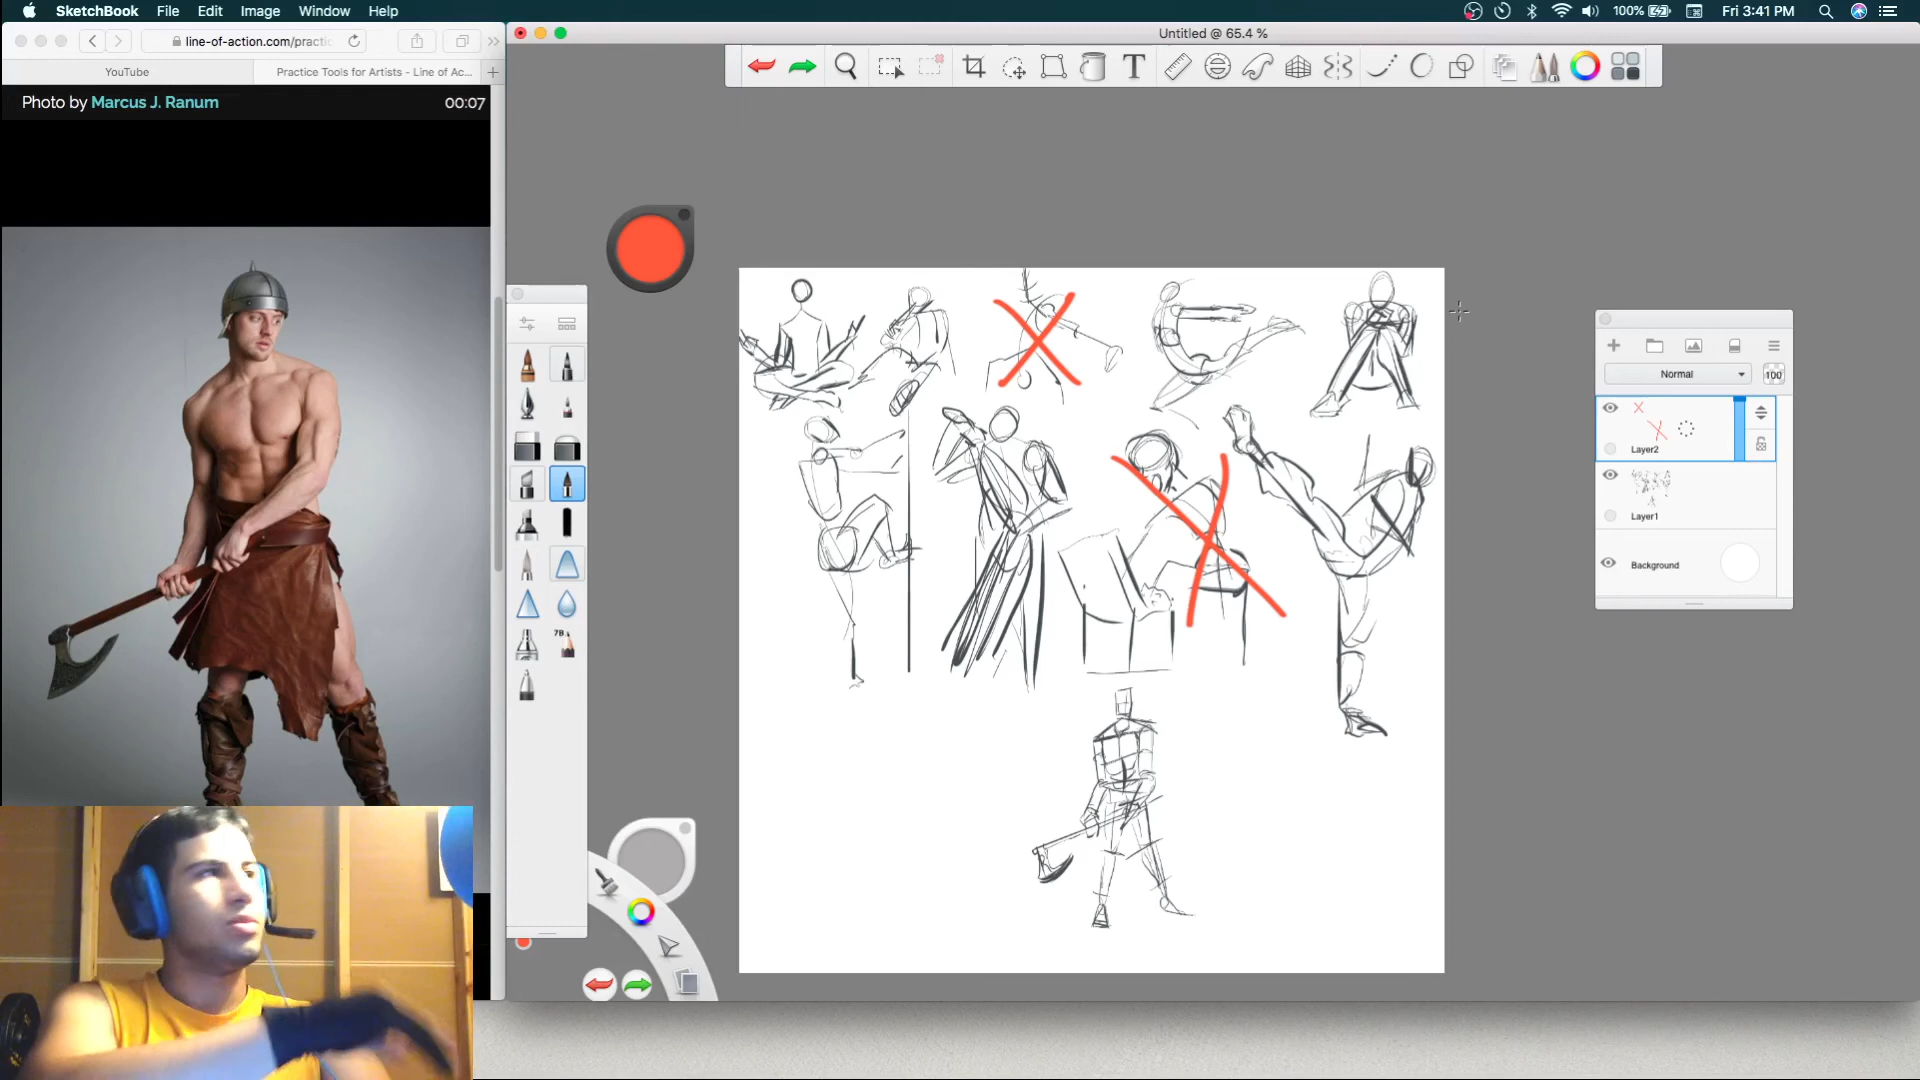 SketchBook File Edit Image Window Help
100% Fri 3:41 PM
Untitled @ 65.4 %
line-of-action.com/practic
YouTube
Practice Tools for Artists - Line of Ac...
Photo by Marcus J. Ranum
00:07
T
7B
Normal
100
Layer2
Layer1
Background